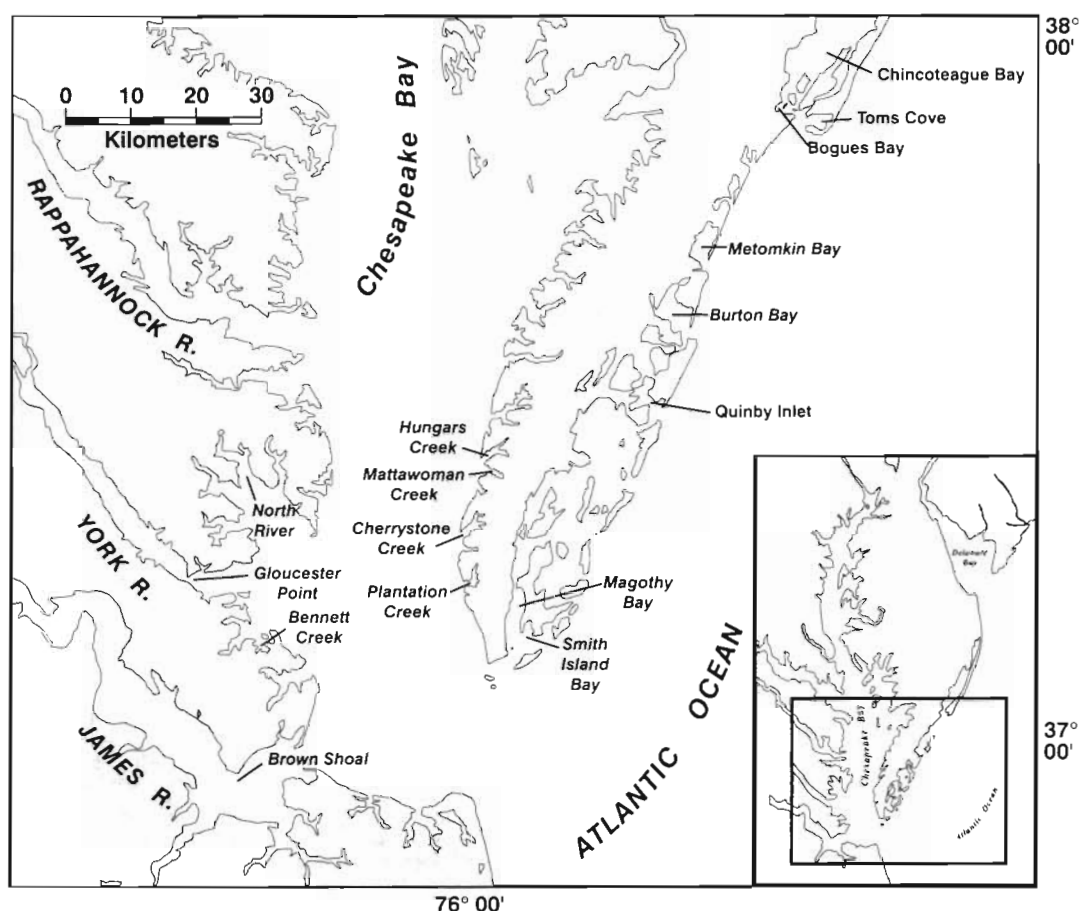 38°
00'
Chincoteague Bay
Toms Cove
Bogues Bay
0 10 20 30
Kilometers
Chesapeake Bay
RAPPAHANNOCK R.
Metomkin Bay
Burton Bay
Quinby Inlet
Hungars
Creek
Mattawoman
Creek
North
River
Cherrystone
Creek
YORK R.
Gloucester
Point
Plantation
Creek
Magothy
Bay
Bennett
Creek
Smith
Island
Bay
ATLANTIC OCEAN
JAMES R.
Brown Shoal
37°
00'
76° 00'
Delaware
Bay
Chesapeake Bay
Atlantic Ocean